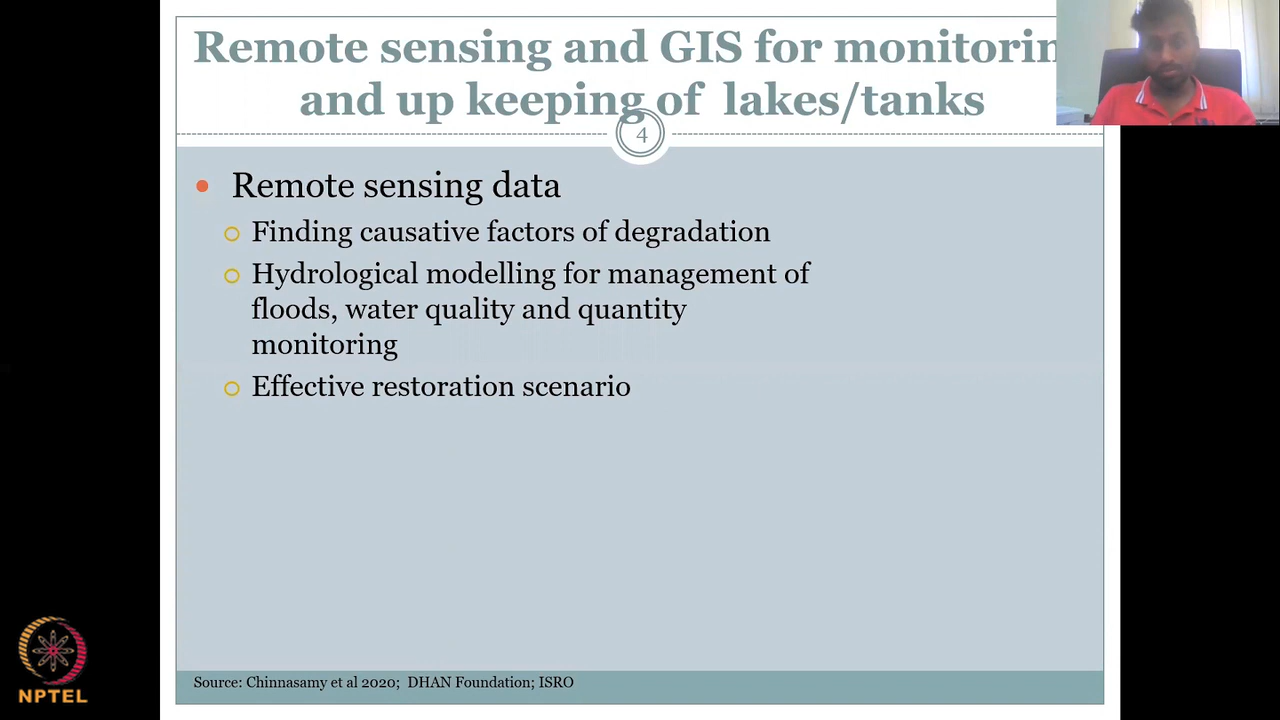 Remote sensing and GIS for monitorin
and up keeping of lakes/tanks
4
Remote sensing data
Finding causative factors of degradation
Hydrological modelling for management of
floods, water quality and quantity
monitoring
Effective restoration scenario
Source: Chinnasamy et al 2020; DHAN Foundation; ISRO
NPTEL